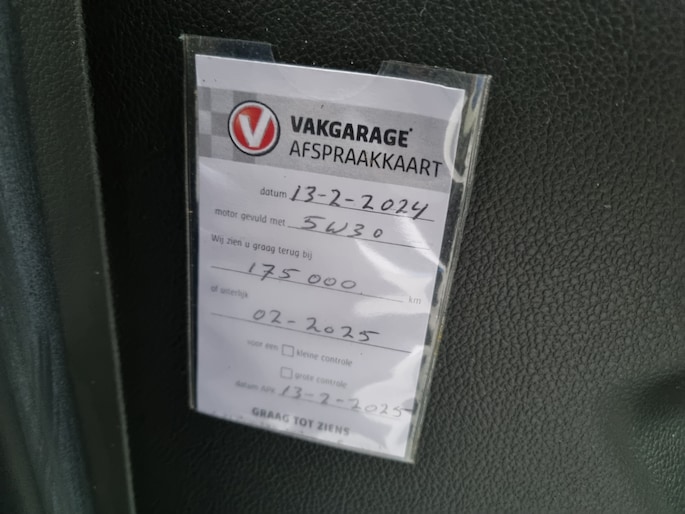 V
VAKGARAGE
AFSPRAAKKAART
datum 13-2-2024
motor gevuld met 5W30
Wij zien u graag terug bij
175 000 km
of uiterlijk
02-2025
voor een kleine controle
grote controle
datum APK 13-2-2025
GRAAG TOT ZIENS